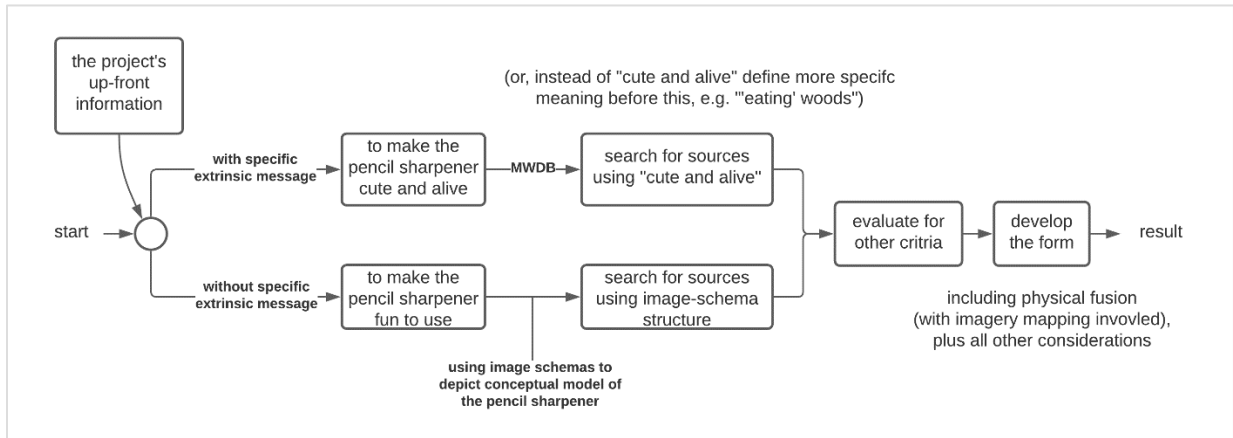 the project's
up-front
information
(or, instead of "cute and alive" define more specifc
meaning before this, e.g. "'eating' woods")
start
with specific
extrinsic message
to make the
pencil sharpener
cute and alive
MWDB
search for sources
using "cute and alive"
without specific
extrinsic message
to make the
pencil sharpener
fun to use
using image schemas to
depict conceptual model of
the pencil sharpener
search for sources
using image-schema
structure
evaluate for
other critria
develop
the form
result
including physical fusion
(with imagery mapping invovled),
plus all other considerations